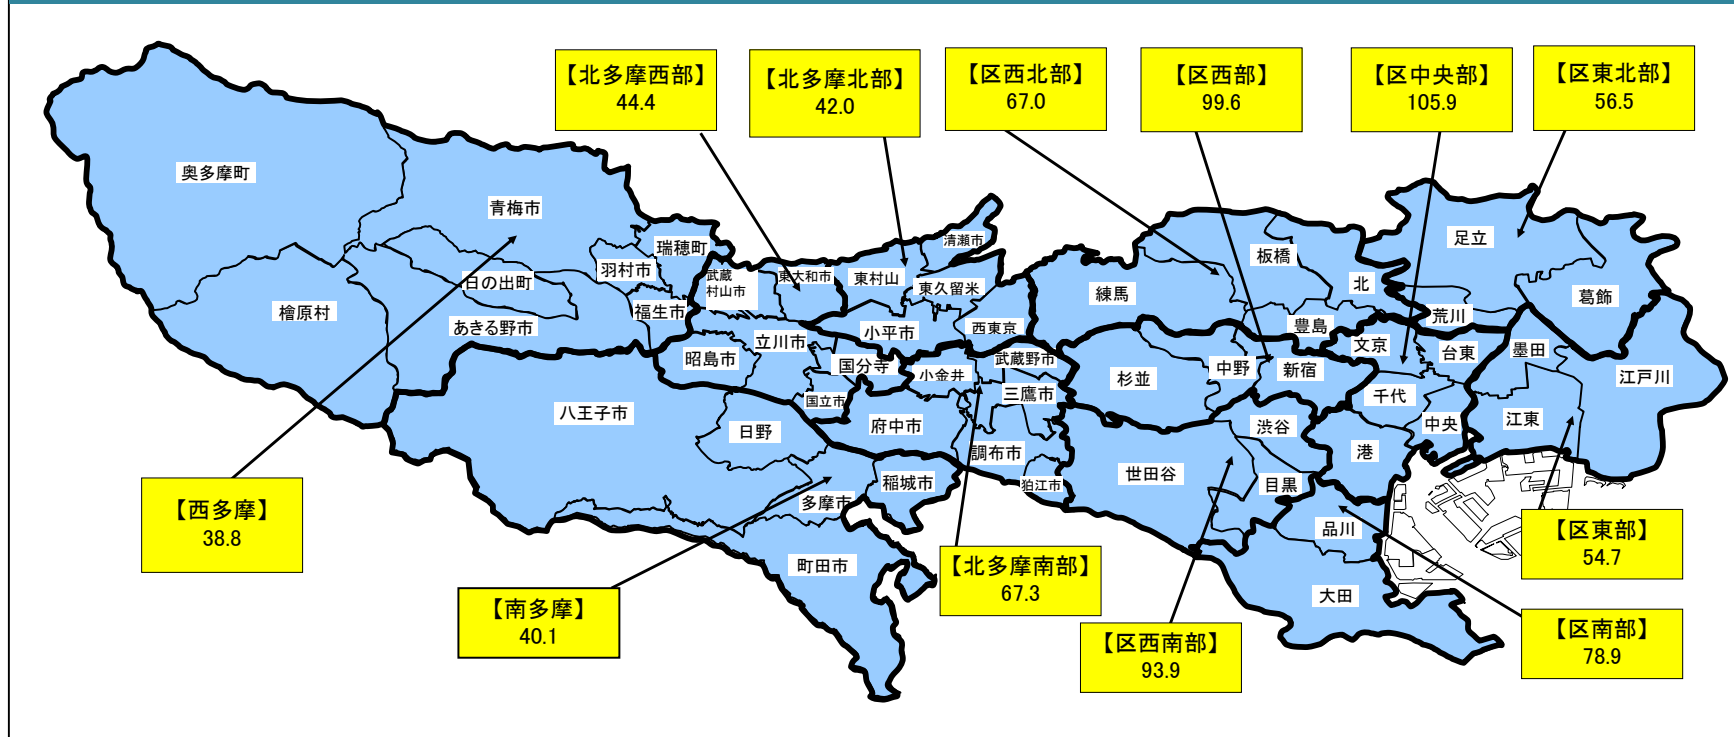 【北多摩西部】
44.4
【北多摩北部】
42.0
【区西北部】
67.0
【区西部】
99.6
【区中央部】
105.9
【区東北部】
56.5
奥多摩町
青梅市
瑞穂町
羽村市
日の出町
福生市
檜原村
あきる野市
武蔵
村山市
東大和市
東村山
清瀬市
東久留米
小平市
西東京
昭島市
立川市
国分寺
国立市
小金井
武蔵野市
三鷹市
府中市
調布市
狛江市
八王子市
日野
多摩市
稲城市
町田市
練馬
板橋
北
豊島
足立
葛飾
荒川
杉並
中野
新宿
文京
台東
墨田
江戸川
千代
中央
江東
渋谷
港
世田谷
目黒
品川
大田
【西多摩】
38.8
【南多摩】
40.1
【北多摩南部】
67.3
【区西南部】
93.9
【区東部】
54.7
【区南部】
78.9